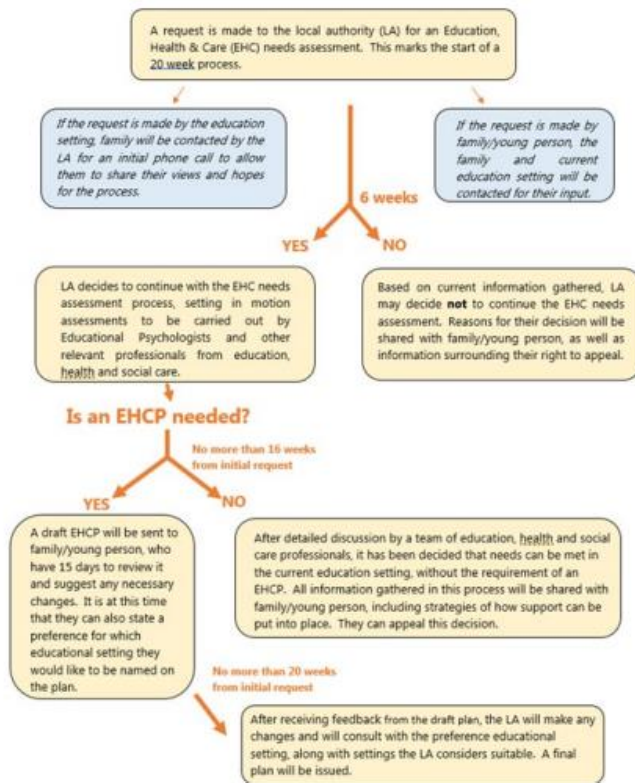 A request is made to the local authority (LA) for an Education,
Health & Care (EHC) needs assessment. This marks the start of a
20 week process.
If the request is made by the education
setting, family will be contacted by the
LA for an initial phone call to allow
them to share their views and hopes
for the process.
If the request is made by
family/young person, the
family and current
education setting will be
contacted for their input.
6 weeks
YES
NO
LA decides to continue with the EHC needs
assessment process, setting in motion
assessments to be carried out by
Educational Psychologists and other
relevant professionals from education,
health and social care.
Based on current information gathered, LA
may decide not to continue the EHC needs
assessment. Reasons for their decision will be
shared with family/young person, as well as
information surrounding their right to appeal.
Is an EHCP needed?
No more than 16 weeks
from initial request
YES
NO
A draft EHCP will be sent to
family/young person, who
have 15 days to review it
and suggest any necessary
changes. It is at this time
that they can also state a
preference for which
educational setting they
would like to be named on
the plan.
After detailed discussion by a team of education, health and social
care professionals, it has been decided that needs can be met in
the current education setting, without the requirement of an
EHCP. All information gathered in this process will be shared with
family/young person, including strategies of how support can be
put into place. They can appeal this decision.
No more than 20 weeks
from initial request
After receiving feedback from the draft plan, the LA will make any
changes and will consult with the preference educational
setting, along with settings the LA considers suitable. A final
plan will be issued.